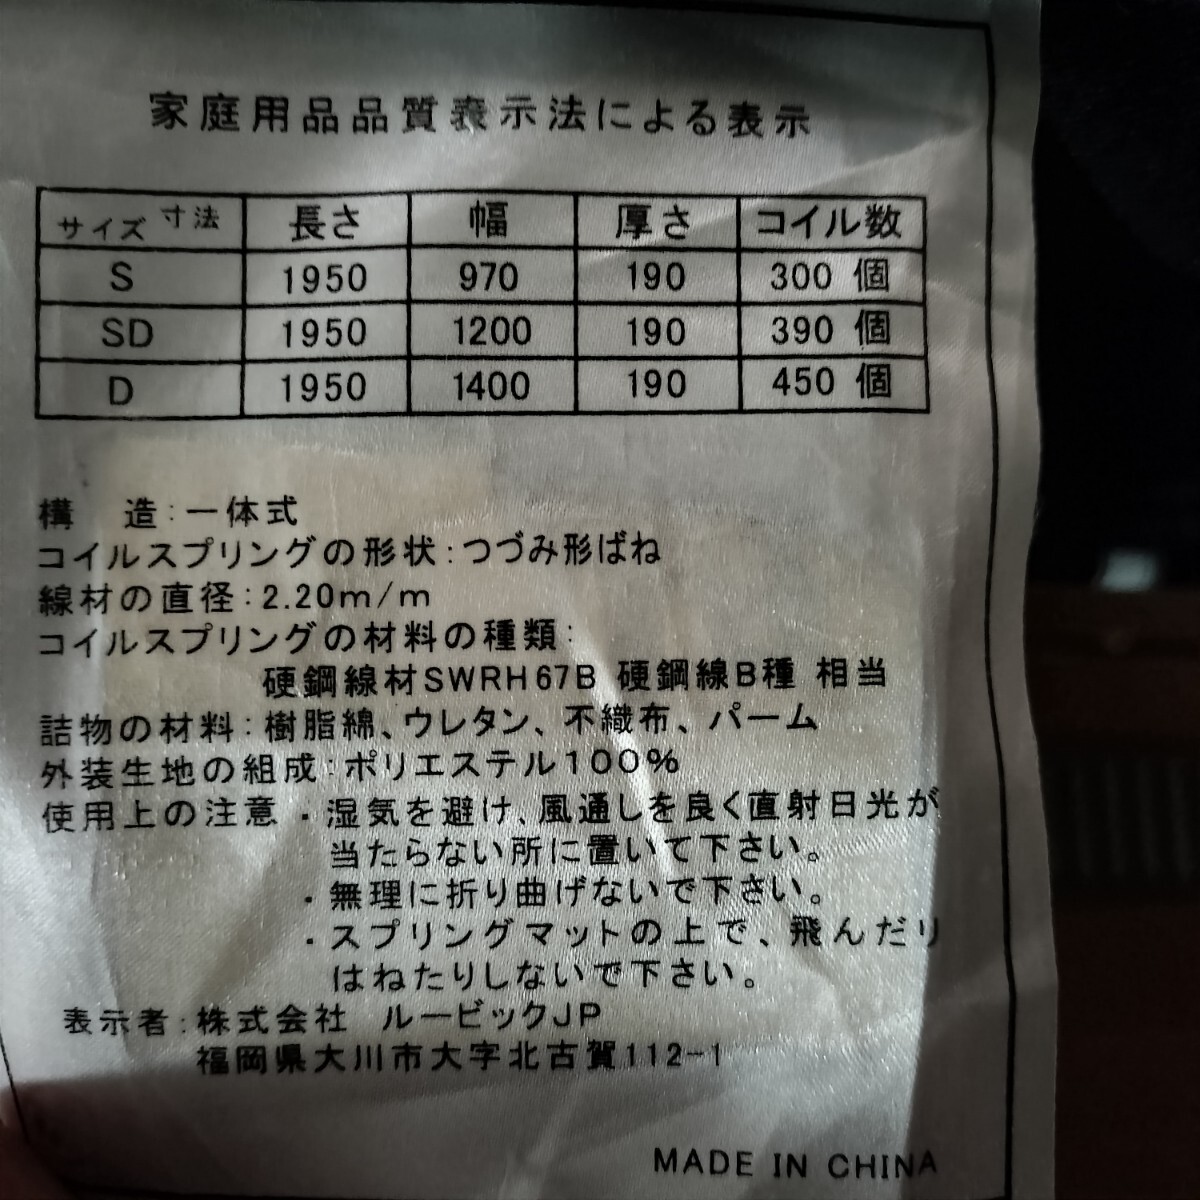 家庭用品品質表示法による表示
サイズ 寸法 長さ 幅 厚さ コイル数
S 1950 970 190 300 個
SD 1950 1200 190 390 個
D 1950 1400 190 450 個
構　造:一体式
コイルスプリングの形状:つづみ形ばね
線材の直径:2.20m/m
コイルスプリングの材料の種類:
硬鋼線材SWRH67B 硬鋼線B種 相当
詰物の材料:樹脂綿、ウレタン、不織布、パーム
外装生地の組成:ポリエステル100%
使用上の注意 ・湿気を避け、風通しを良く直射日光が
当たらない所に置いて下さい。
・無理に折り曲げないで下さい。
・スプリングマットの上で、飛んだり
はねたりしないで下さい。
表示者:株式会社 ルービックJP
福岡県大川市大字北古賀112-1
MADE IN CHINA